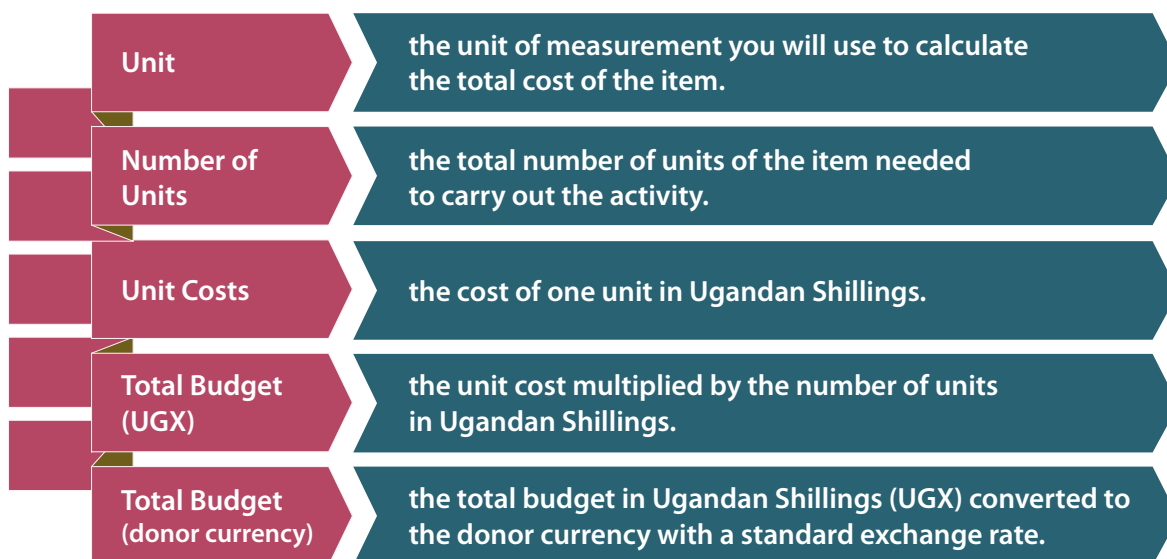 Unit
the unit of measurement you will use to calculate
the total cost of the item.
Number of
Units
the total number of units of the item needed
to carry out the activity.
Unit Costs
the cost of one unit in Ugandan Shillings.
Total Budget
(UGX)
the unit cost multiplied by the number of units
in Ugandan Shillings.
Total Budget
(donor currency)
the total budget in Ugandan Shillings (UGX) converted to
the donor currency with a standard exchange rate.